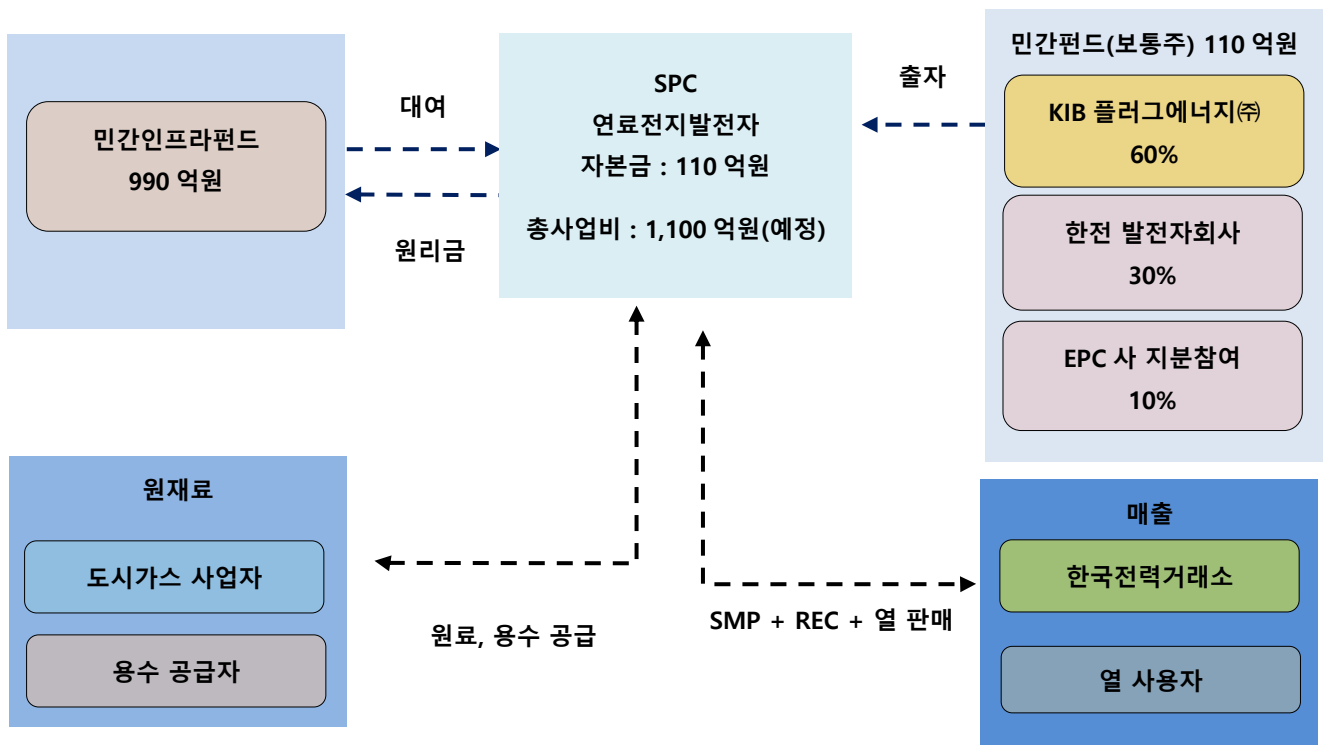 민간인프라펀드
990 억원
대여
원리금
SPC
연료전지발전자
자본금 : 110 억원
총사업비 : 1,100 억원(예정)
출자
민간펀드(보통주) 110 억원
KIB 플러그에너지㈜
60%
한전 발전자회사
30%
EPC 사 지분참여
10%
원재료
도시가스 사업자
용수 공급자
원료, 용수 공급
SMP + REC + 열 판매
매출
한국전력거래소
열 사용자